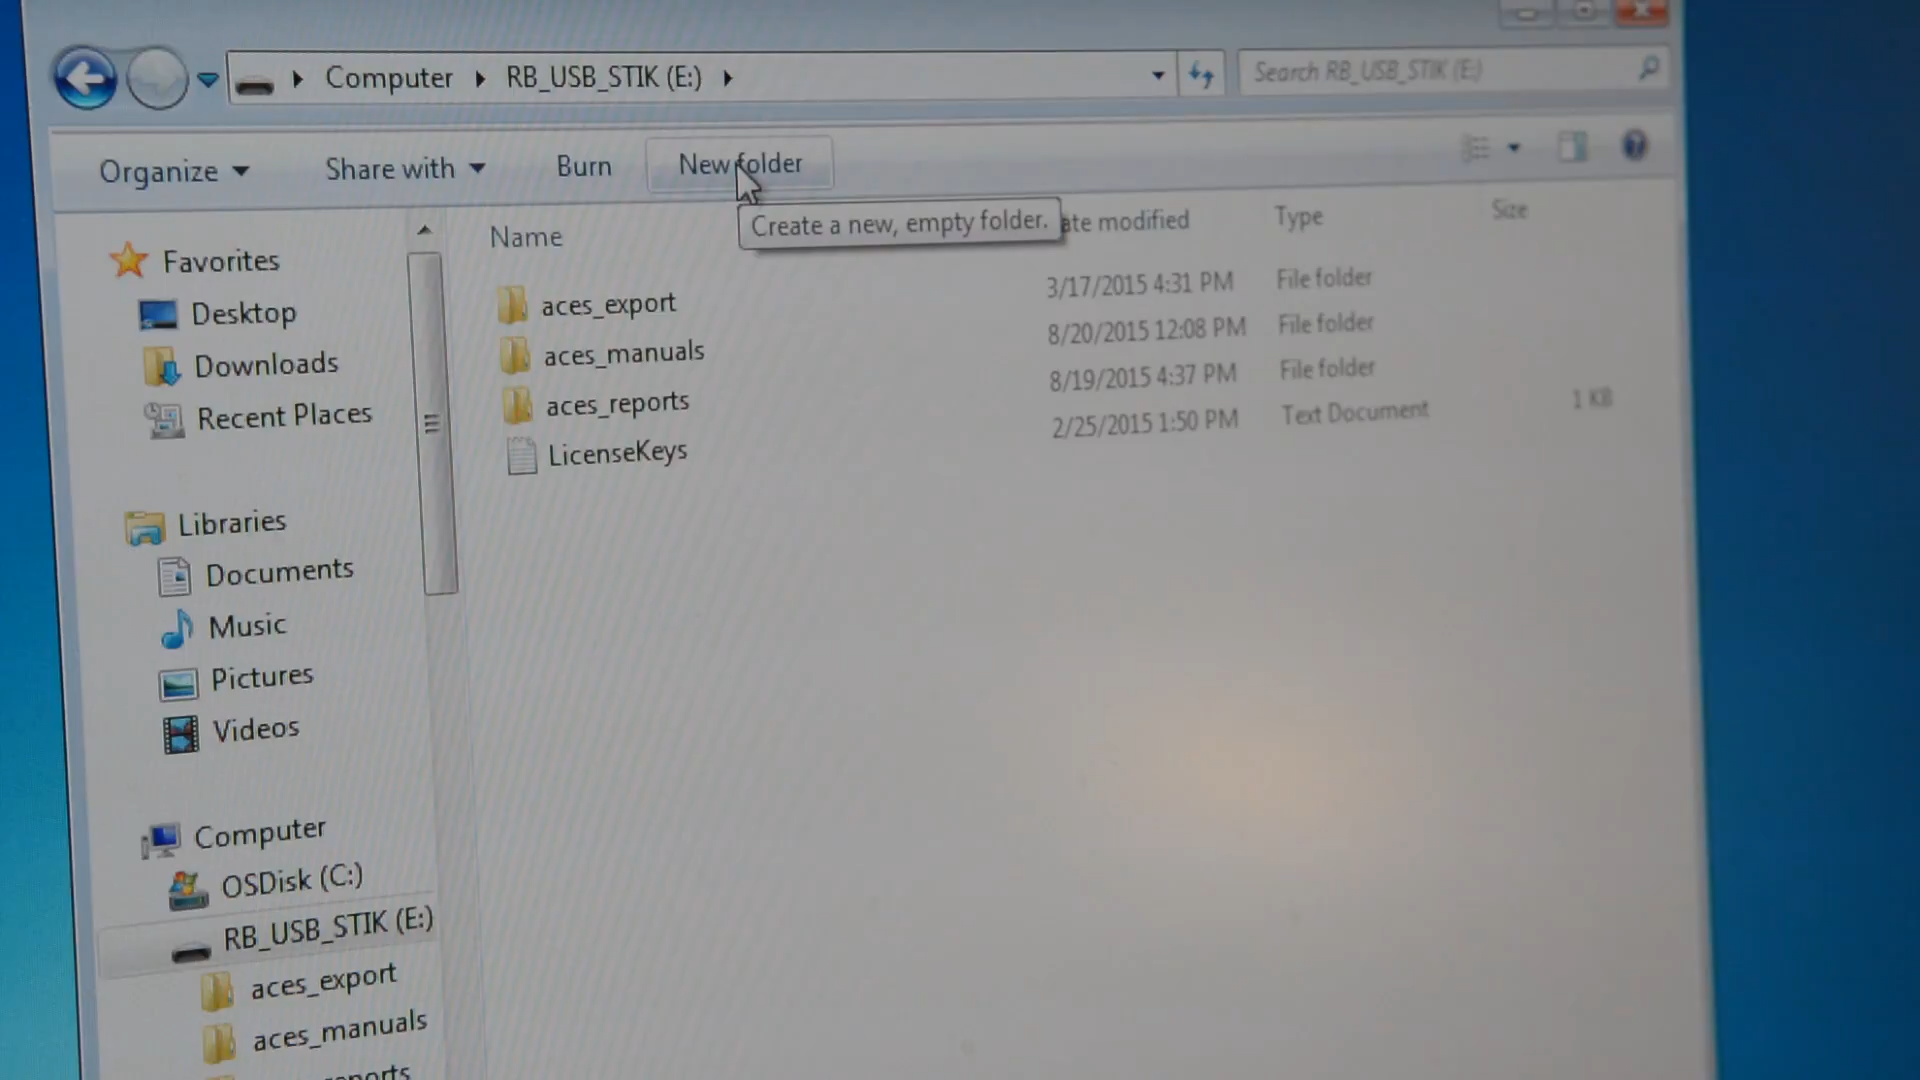 Computer RB_USB_STIK (E:)
Search RB_USB_STIK (E:)
Organize Share with Burn New folder
Create a new, empty folder.
Name ate modified Type Size
aces_export 3/17/2015 4:31 PM File folder
aces_manuals 8/20/2015 12:08 PM File folder
aces_reports 8/19/2015 4:37 PM File folder
LicenseKeys 2/25/2015 1:50 PM Text Document 1 KB
Favorites
Desktop
Downloads
Recent Places
Libraries
Documents
Music
Pictures
Videos
Computer
OSDisk (C:)
RB_USB_STIK (E:)
aces_export
aces_manuals